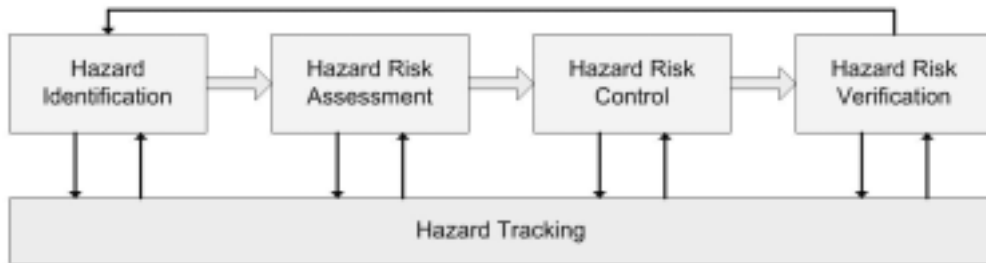 Hazard
Identification
Hazard Risk
Assessment
Hazard Risk
Control
Hazard Risk
Verification
Hazard Tracking